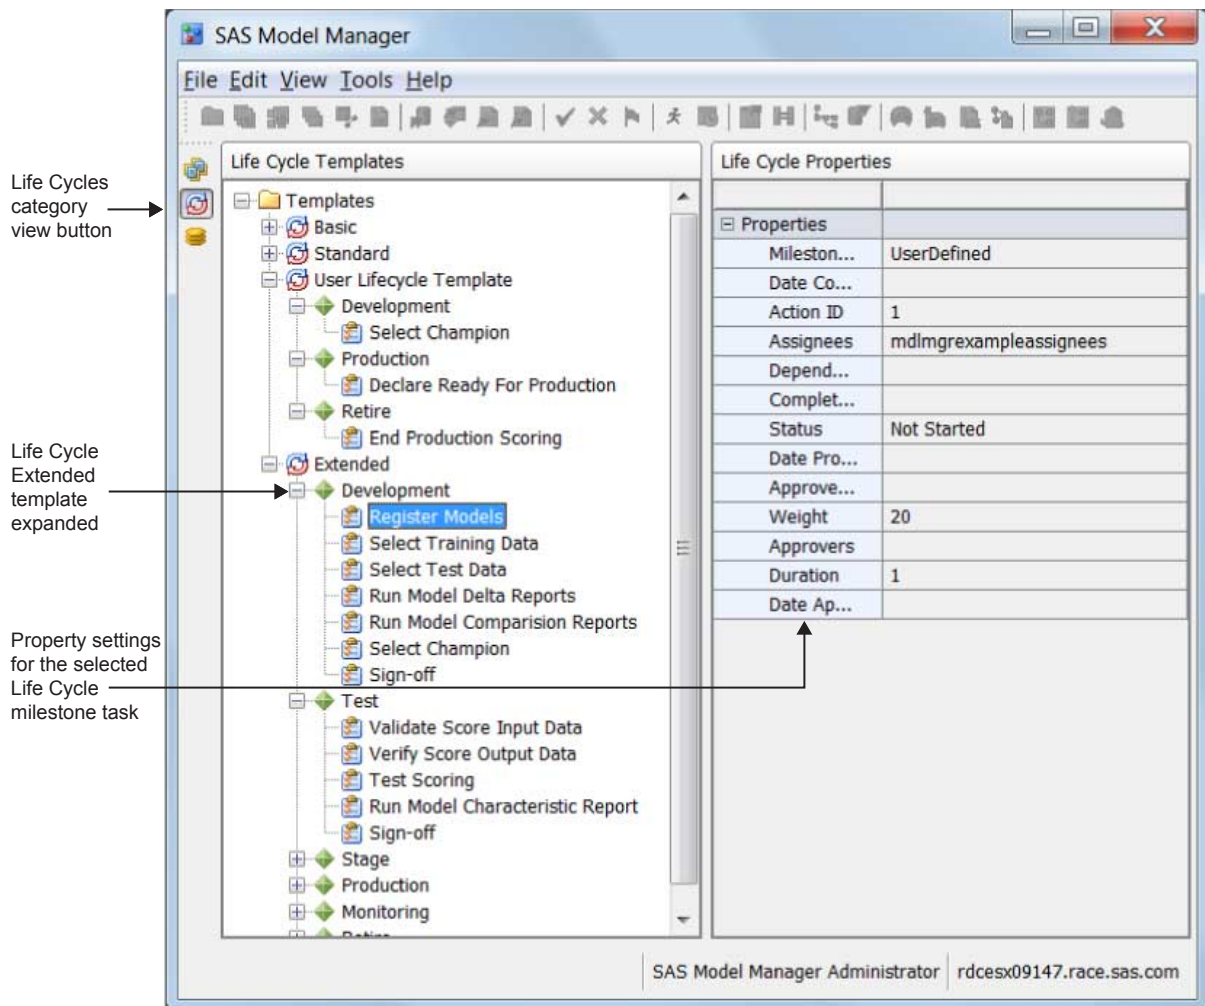 SAS Model Manager
File Edit View Tools Help
Life Cycle Templates
Templates
Basic
Standard
User Lifecycle Template
Development
Select Champion
Production
Declare Ready For Production
Retire
End Production Scoring
Extended
Development
Register Models
Select Training Data
Select Test Data
Run Model Delta Reports
Run Model Comparision Reports
Select Champion
Sign-off
Test
Validate Score Input Data
Verify Score Output Data
Test Scoring
Run Model Characteristic Report
Sign-off
Stage
Production
Monitoring
Retire
Life Cycle Properties
Properties
Mileston... UserDefined
Date Co...
Action ID 1
Assignees mdlmgrexampleassignees
Depend...
Complet...
Status Not Started
Date Pro...
Approve...
Weight 20
Approvers
Duration 1
Date Ap...
SAS Model Manager Administrator rdcesx09147.race.sas.com
Life Cycles
category
view button
Life Cycle
Extended
template
expanded
Property settings
for the selected
Life Cycle
milestone task